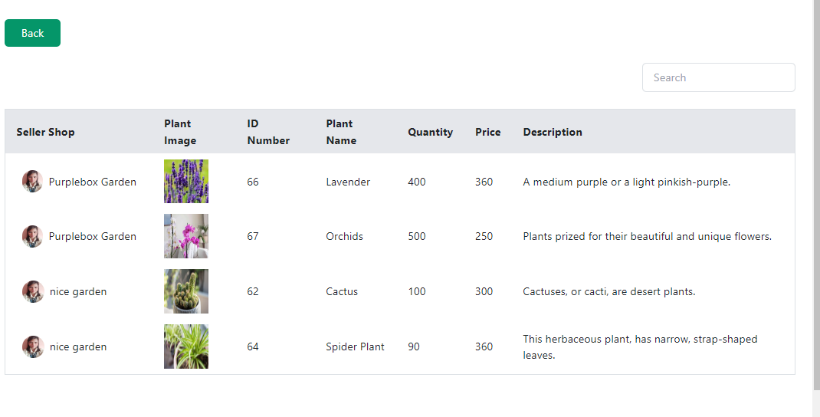 Back
Search
Seller Shop Plant Image ID Number Plant Name Quantity Price Description
Purplebox Garden 66 Lavender 400 360 A medium purple or a light pinkish-purple.
Purplebox Garden 67 Orchids 500 250 Plants prized for their beautiful and unique flowers.
nice garden 62 Cactus 100 300 Cactuses, or cacti, are desert plants.
nice garden 64 Spider Plant 90 360 This herbaceous plant, has narrow, strap-shaped
leaves.